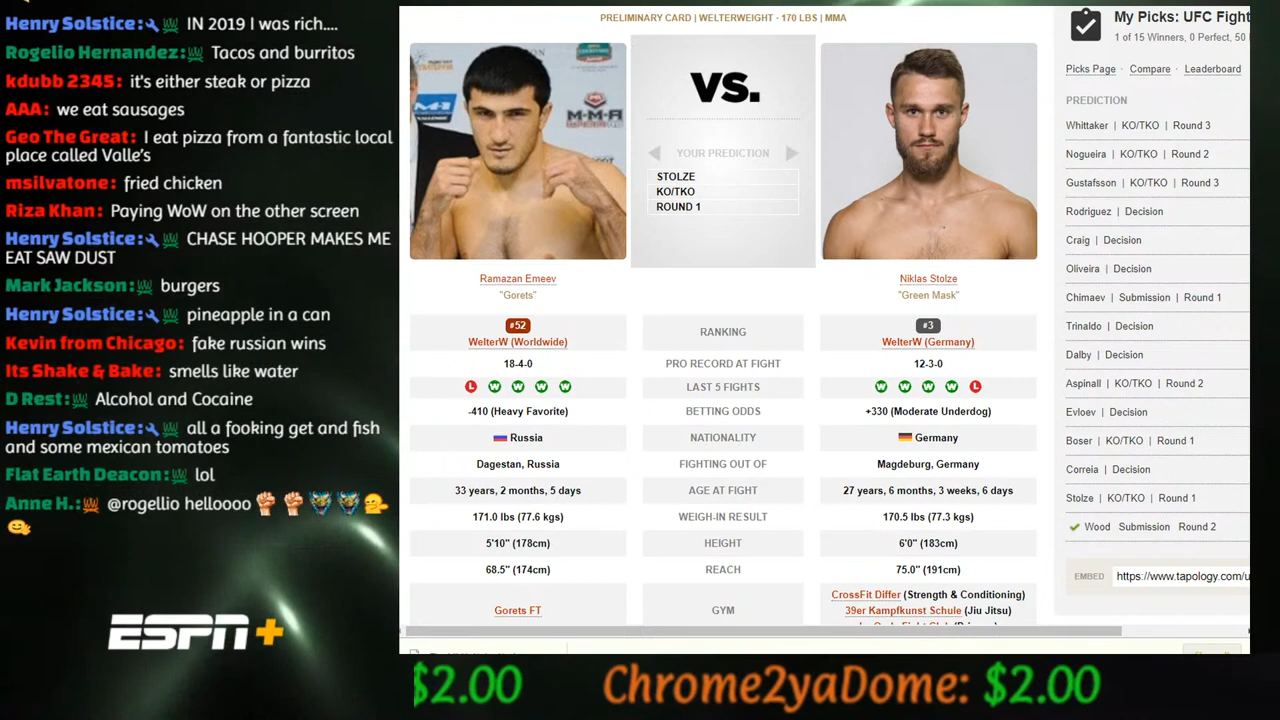 Henry Solstice: IN 2019 I was rich....
Rogelio Hernandez: Tacos and burritos
kdubb 2345: it's either steak or pizza
AAA: we eat sausages
Geo The Great: I eat pizza from a fantastic local
place called Valle's
msilvatone: fried chicken
Riza Khan: Paying WoW on the other screen
Henry Solstice: CHASE HOOPER MAKES ME
EAT SAW DUST
Mark Jackson: burgers
Henry Solstice: pineapple in a can
Kevin from Chicago: fake russian wins
Its Shake & Bake: smells like water
D Rest: Alcohol and Cocaine
Henry Solstice: all a fooking get and fish
and some mexican tomatoes
Flat Earth Deacon: lol
Anne H.: @rogellio helloooo
ESPN+
PRELIMINARY CARD | WELTERWEIGHT · 170 LBS | MMA
VS.
YOUR PREDICTION
STOLZE
KO/TKO
ROUND 1
Ramazan Emeev
"Gorets"
Niklas Stolze
"Green Mask"
#52
WelterW (Worldwide)
RANKING
#3
WelterW (Germany)
18-4-0 PRO RECORD AT FIGHT 12-3-0
L W W W W LAST 5 FIGHTS W W W W L
-410 (Heavy Favorite) BETTING ODDS +330 (Moderate Underdog)
Russia NATIONALITY Germany
Dagestan, Russia FIGHTING OUT OF Magdeburg, Germany
33 years, 2 months, 5 days AGE AT FIGHT 27 years, 6 months, 3 weeks, 6 days
171.0 lbs (77.6 kgs) WEIGH-IN RESULT 170.5 lbs (77.3 kgs)
5'10" (178cm) HEIGHT 6'0" (183cm)
68.5" (174cm) REACH 75.0" (191cm)
Gorets FT GYM
CrossFit Differ (Strength & Conditioning)
39er Kampfkunst Schule (Jiu Jitsu)
My Picks: UFC Fight
1 of 15 Winners, 0 Perfect, 50
Picks Page · Compare · Leaderboard
PREDICTION
Whittaker | KO/TKO | Round 3
Nogueira | KO/TKO | Round 2
Gustafsson | KO/TKO | Round 3
Rodriguez | Decision
Craig | Decision
Oliveira | Decision
Chimaev | Submission | Round 1
Trinaldo | Decision
Dalby | Decision
Aspinall | KO/TKO | Round 2
Evloev | Decision
Boser | KO/TKO | Round 1
Correia | Decision
Stolze | KO/TKO | Round 1
Wood Submission Round 2
EMBED https://www.tapology.com/u
$2.00 Chrome2yaDome: $2.00